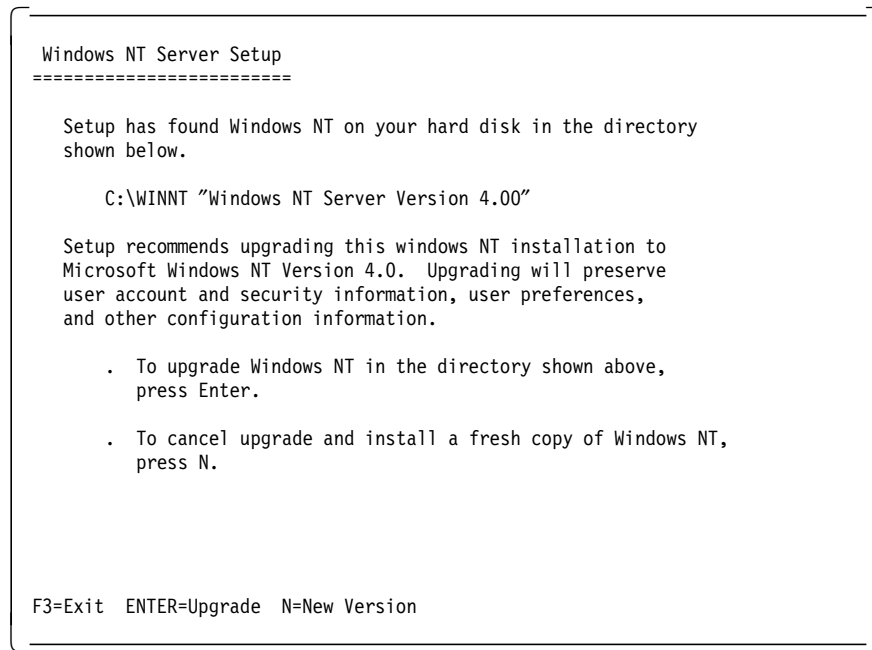 Windows NT Server Setup
=========================
Setup has found Windows NT on your hard disk in the directory
shown below.
C:\WINNT ″Windows NT Server Version 4.00″
Setup recommends upgrading this windows NT installation to
Microsoft Windows NT Version 4.0.  Upgrading will preserve
user account and security information, user preferences,
and other configuration information.
.  To upgrade Windows NT in the directory shown above,
press Enter.
.  To cancel upgrade and install a fresh copy of Windows NT,
press N.
F3=Exit  ENTER=Upgrade  N=New Version